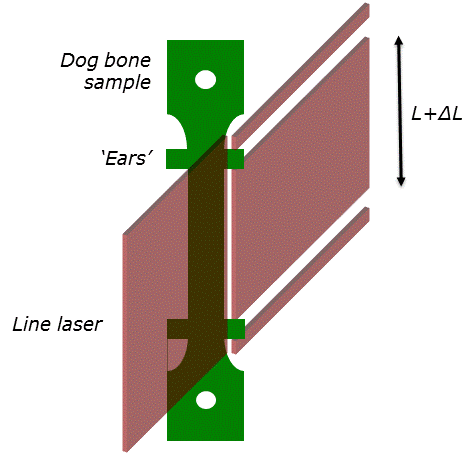 Dog bone
sample
L+ΔL
‘Ears’
Line laser